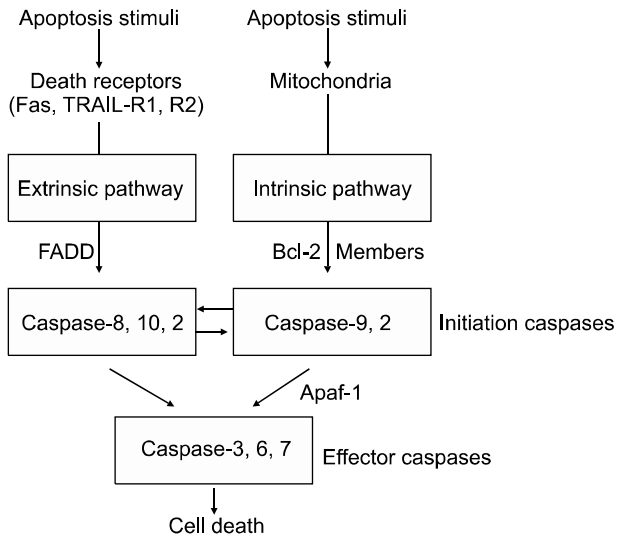 Apoptosis stimuli
Apoptosis stimuli
Death receptors
(Fas, TRAIL-R1, R2)
Mitochondria
Extrinsic pathway
Intrinsic pathway
FADD
Bcl-2 Members
Caspase-8, 10, 2
Caspase-9, 2
Initiation caspases
Apaf-1
Caspase-3, 6, 7
Effector caspases
Cell death